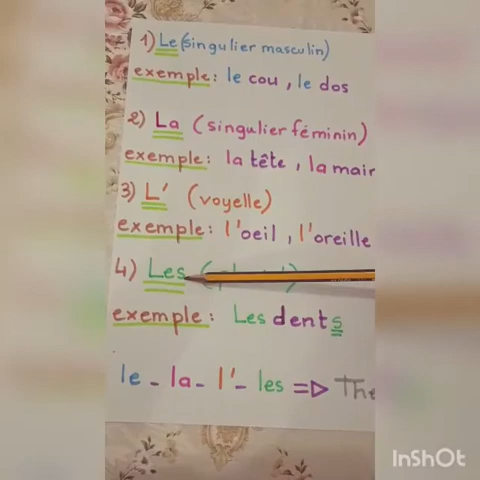 1) Le (singulier masculin)
exemple: le cou, le dos
2) La (singulier féminin)
exemple: la tête, la main
3) L' (voyelle)
exemple: l'oeil, l'oreille
4) Les
exemple: Les dents
le - la - l' - les => The
InShOt